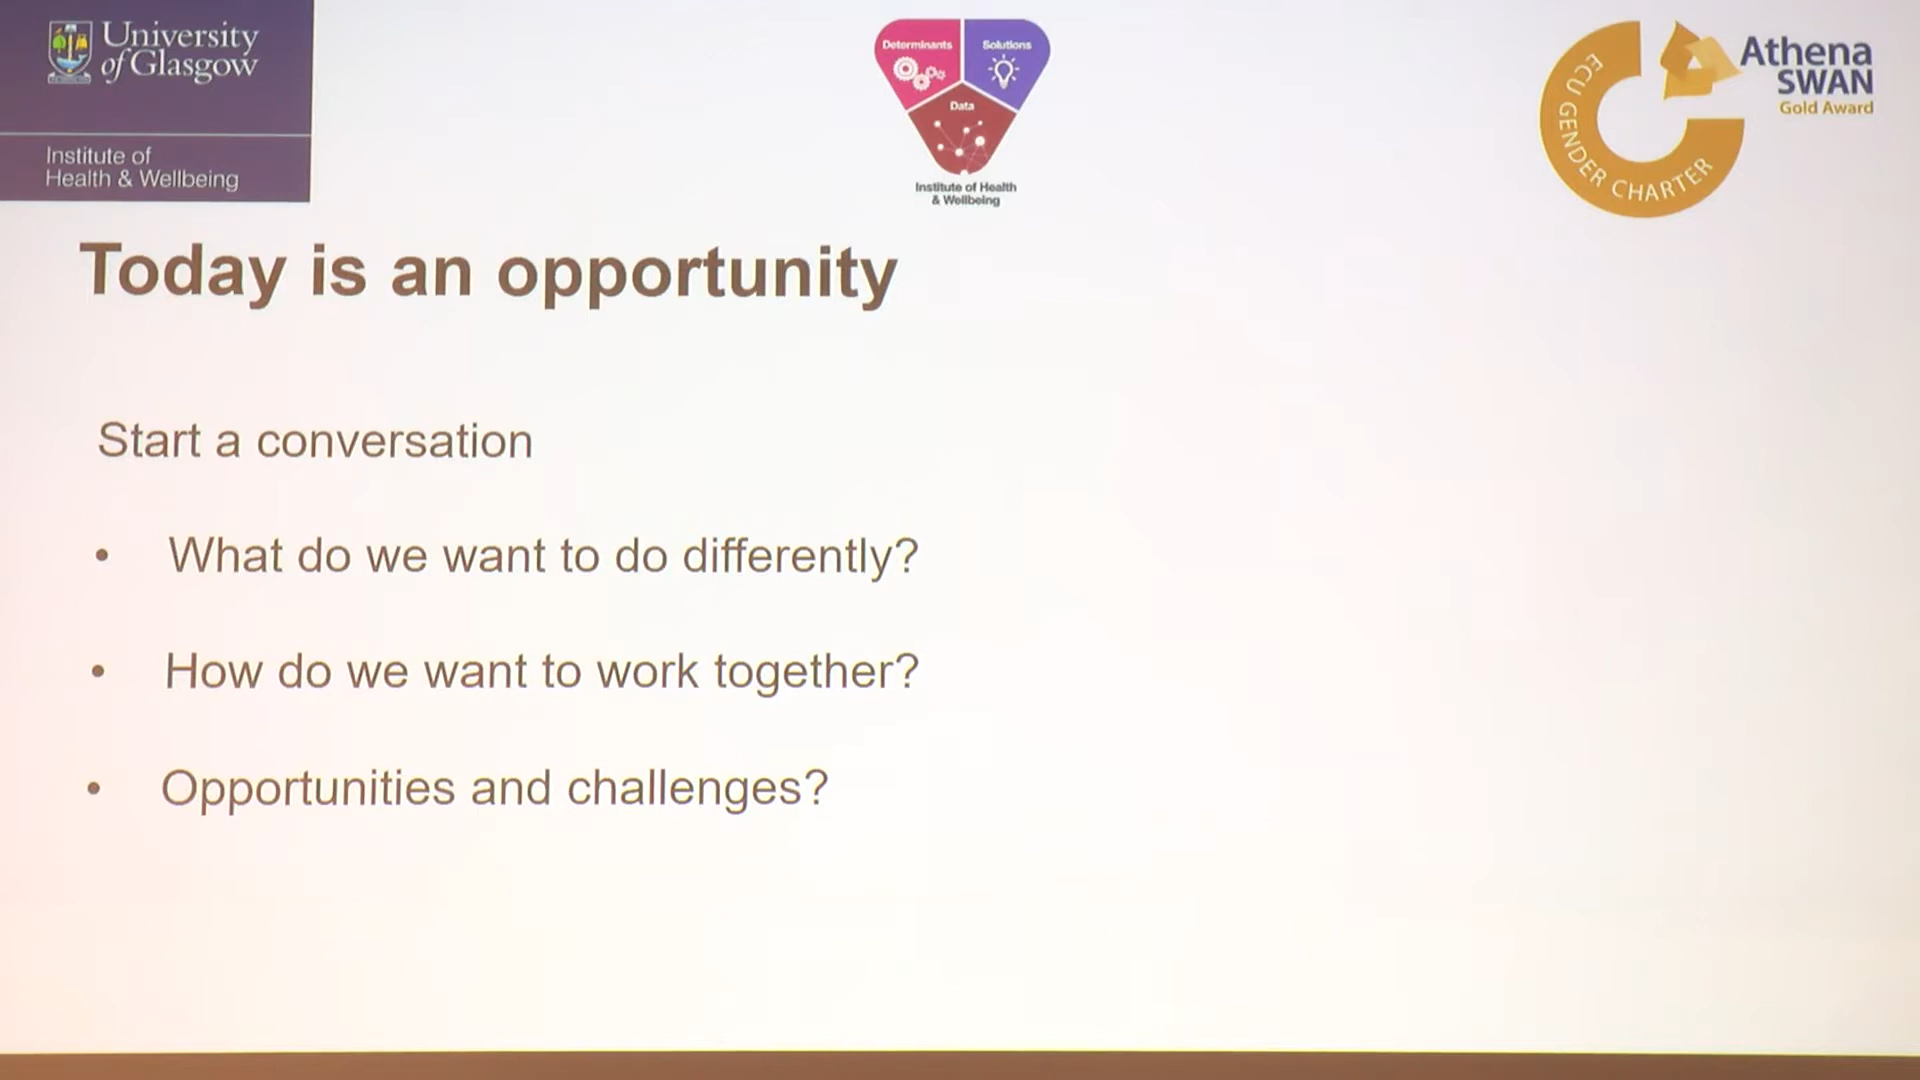 University
of Glasgow
Institute of
Health & Wellbeing
Determinants
Solutions
Data
Institute of Health
& Wellbeing
ECU GENDER CHARTER
Athena
SWAN
Gold Award
Today is an opportunity
Start a conversation
• What do we want to do differently?
• How do we want to work together?
• Opportunities and challenges?